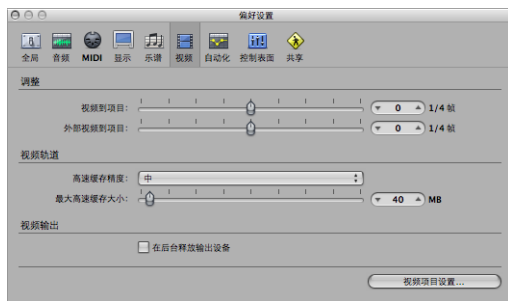 偏好设置
全局 音频 MIDI 显示 乐谱 视频 自动化 控制表面 共享
调整
视频到项目: 0 1/4 帧
外部视频到项目: 0 1/4 帧
视频轨道
高速缓存精度: 中
最大高速缓存大小: 40 MB
视频输出
在后台释放输出设备
视频项目设置...